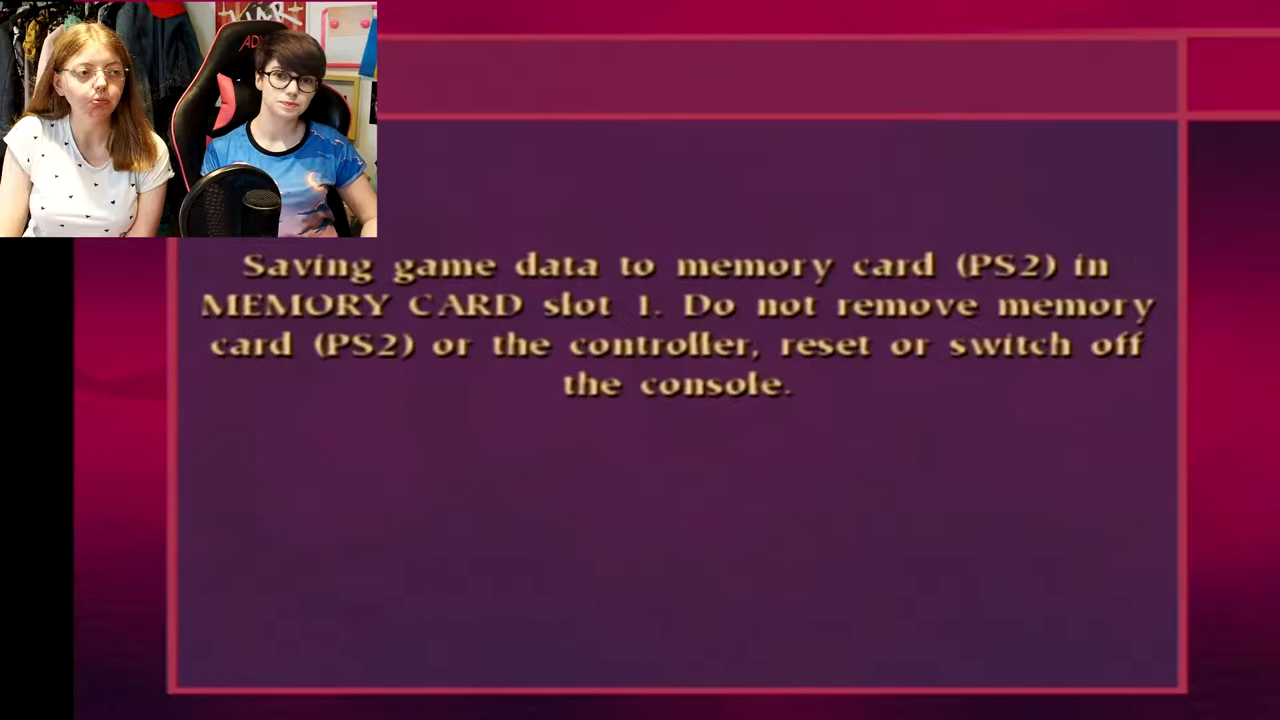 Saving game data to memory card (PS2) in
MEMORY CARD slot 1. Do not remove memory
card (PS2) or the controller, reset or switch off
the console.